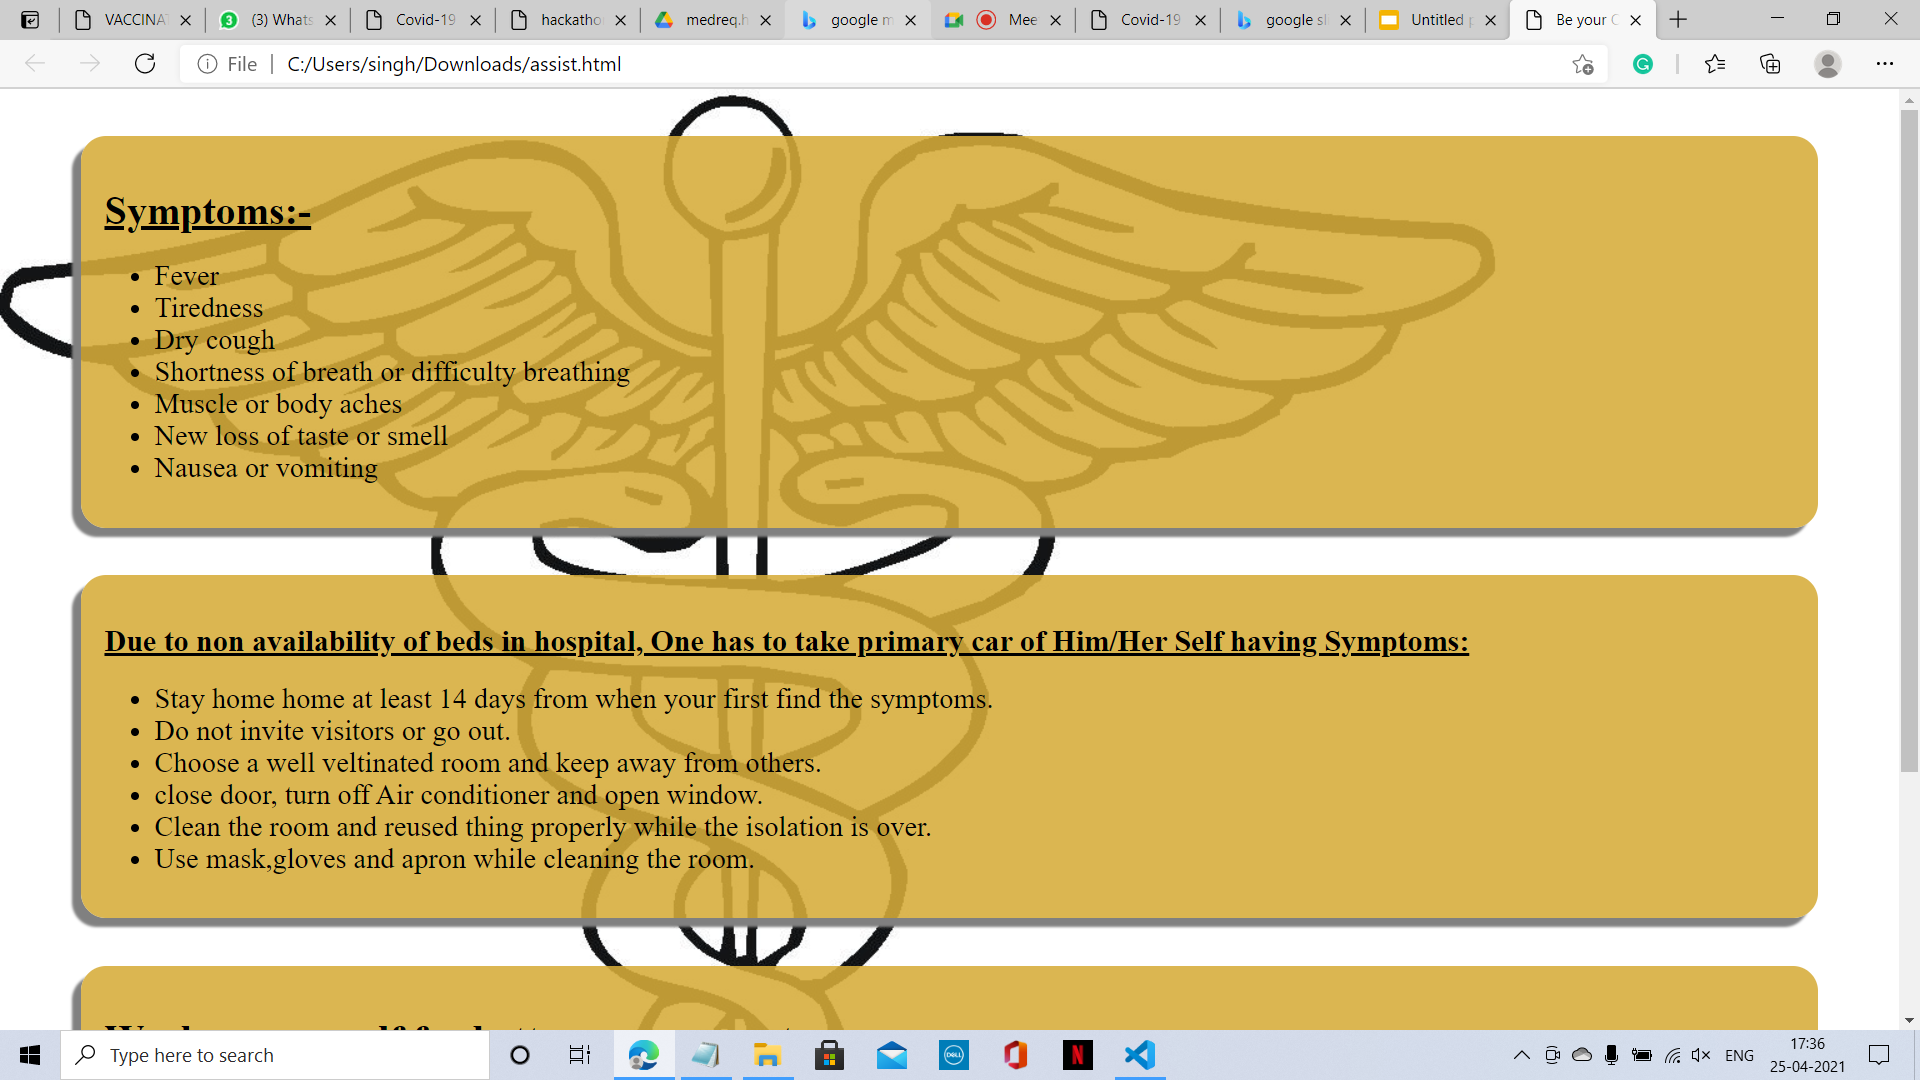 VACCINA
(3) Whats
Covid-19
hackatho
medreq.h
google m
Mee
Covid-19
google sl
Untitled p
Be your C
File
C:/Users/singh/Downloads/assist.html
Symptoms:-
Fever
Tiredness
Dry cough
Shortness of breath or difficulty breathing
Muscle or body aches
New loss of taste or smell
Nausea or vomiting
Due to non availability of beds in hospital, One has to take primary car of Him/Her Self having Symptoms:
Stay home home at least 14 days from when your first find the symptoms.
Do not invite visitors or go out.
Choose a well veltinated room and keep away from others.
close door, turn off Air conditioner and open window.
Clean the room and reused thing properly while the isolation is over.
Use mask,gloves and apron while cleaning the room.
Type here to search
DELL
N
ENG
17:36
25-04-2021